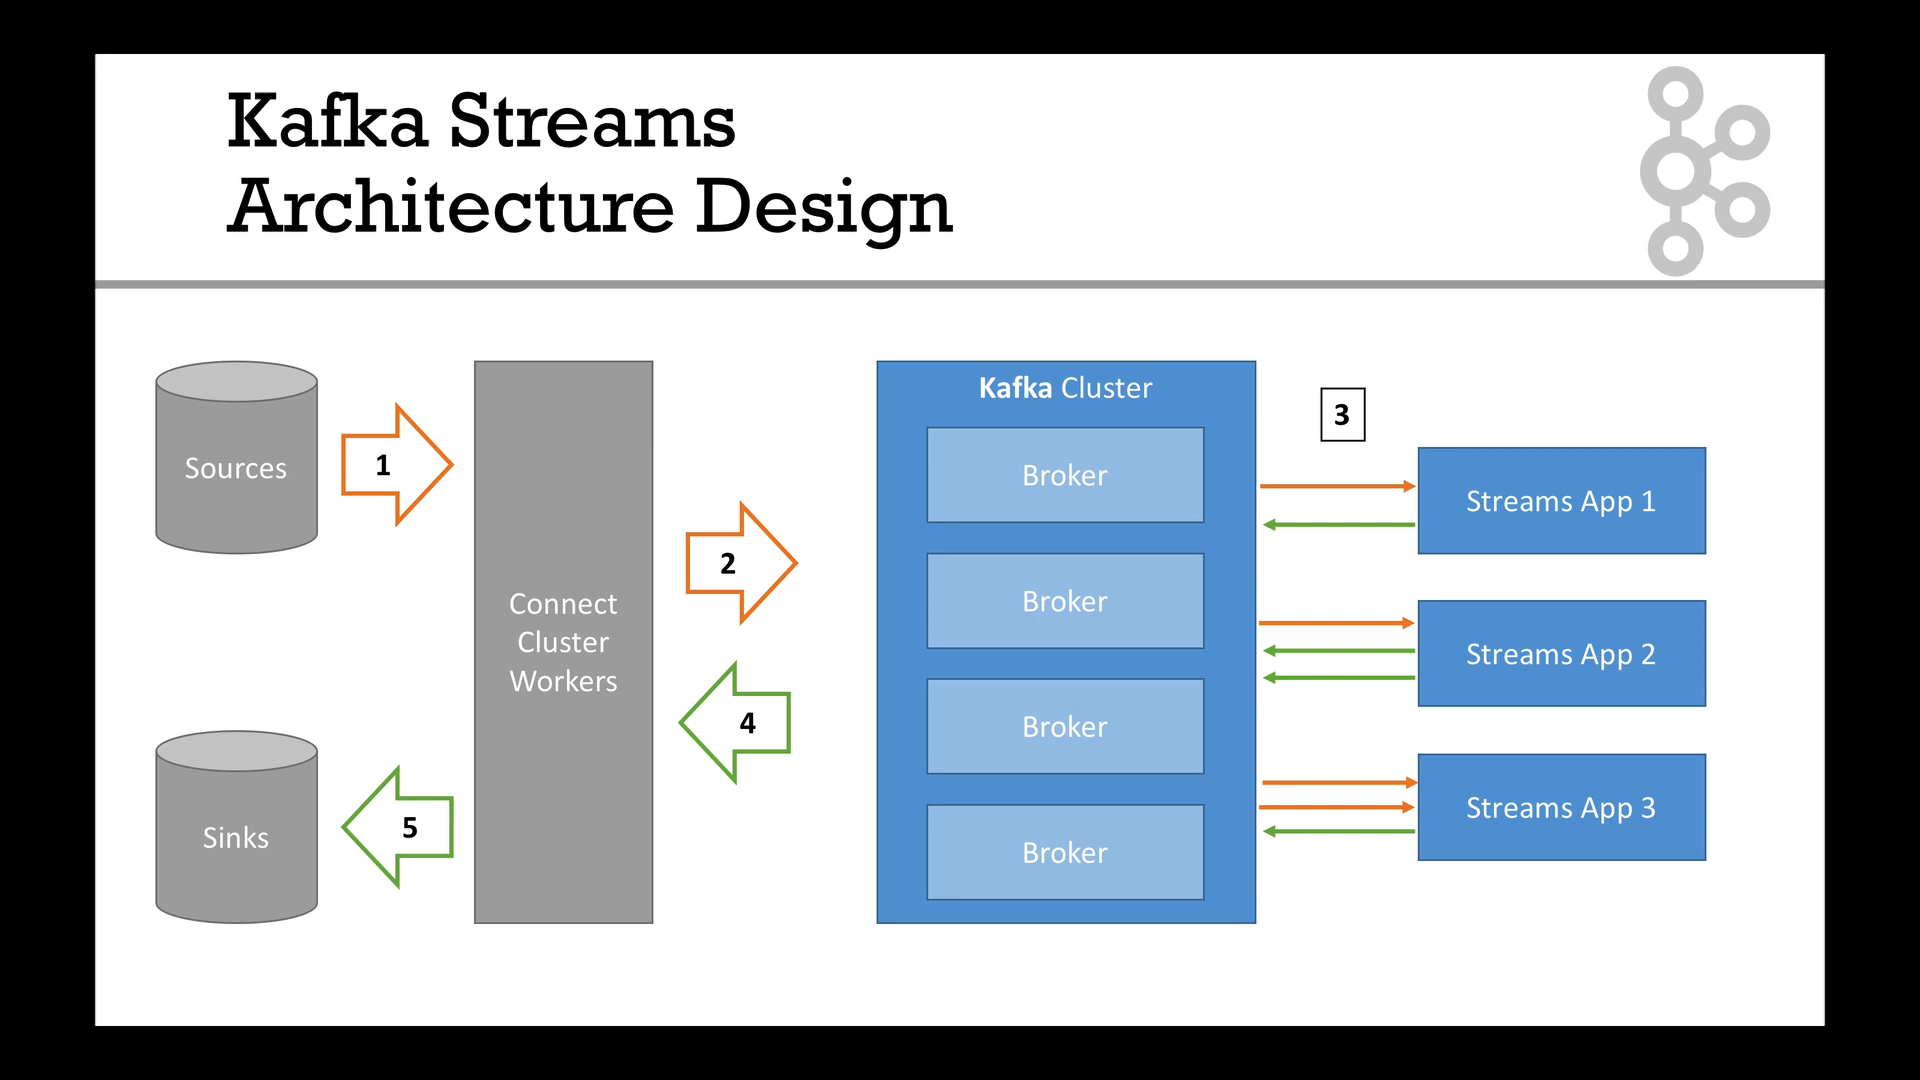 Kafka Streams
Architecture Design
Sources
1
Connect
Cluster
Workers
2
Kafka Cluster
Broker
Broker
Broker
Broker
3
Streams App 1
Streams App 2
Streams App 3
4
5
Sinks